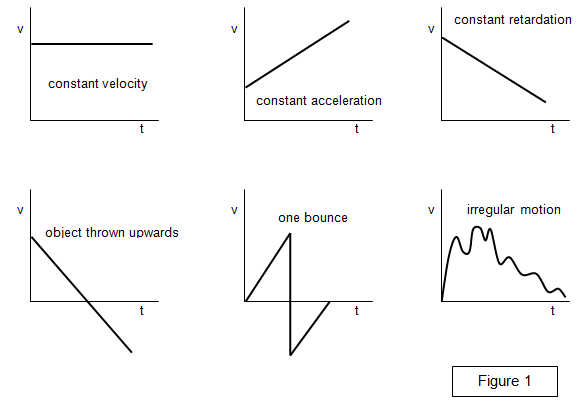 v
constant velocity
t
v
constant acceleration
t
v
constant retardation
t
v
object thrown upwards
t
v
one bounce
t
v
irregular motion
t
Figure 1